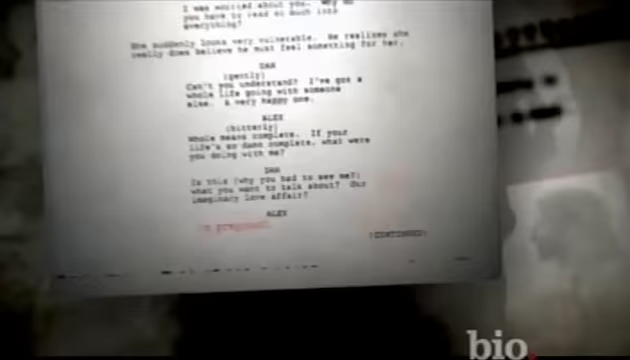 I was worried about you. Why do
you have to read so much into
everything?
She suddenly looks very vulnerable. He realizes she
really does believe he must feel something for her.
DAN
(gently)
Can't you understand? I've got a
whole life going with someone
else. A very happy one.
ALEX
(bitterly)
Whole means complete. If your
life's so damn complete, what were
you doing with me?
DAN
Is this (why you had to see me?)
what you want to talk about? Our
imaginary love affair?
ALEX
pregnant
(CONTINUED)
bio.